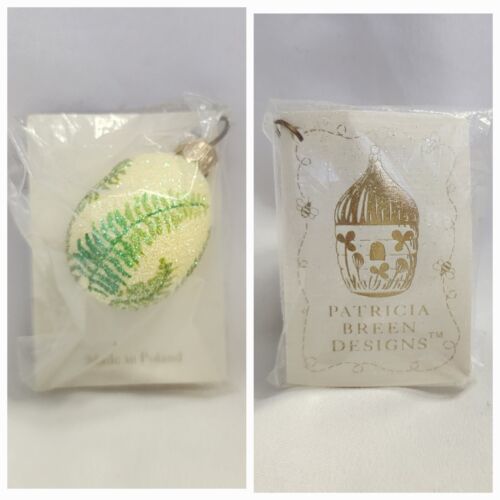 Made in Poland
PATRICIA
BREEN
DESIGNS™